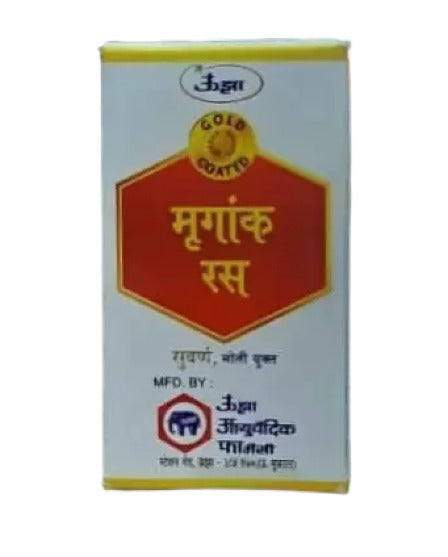 ऊंझा
GOLD
COATED
मृगांक
रस
सुवर्ण, मोती युक्त
MFD. BY :
ऊंझा
आयुर्वेदिक
फार्मसी